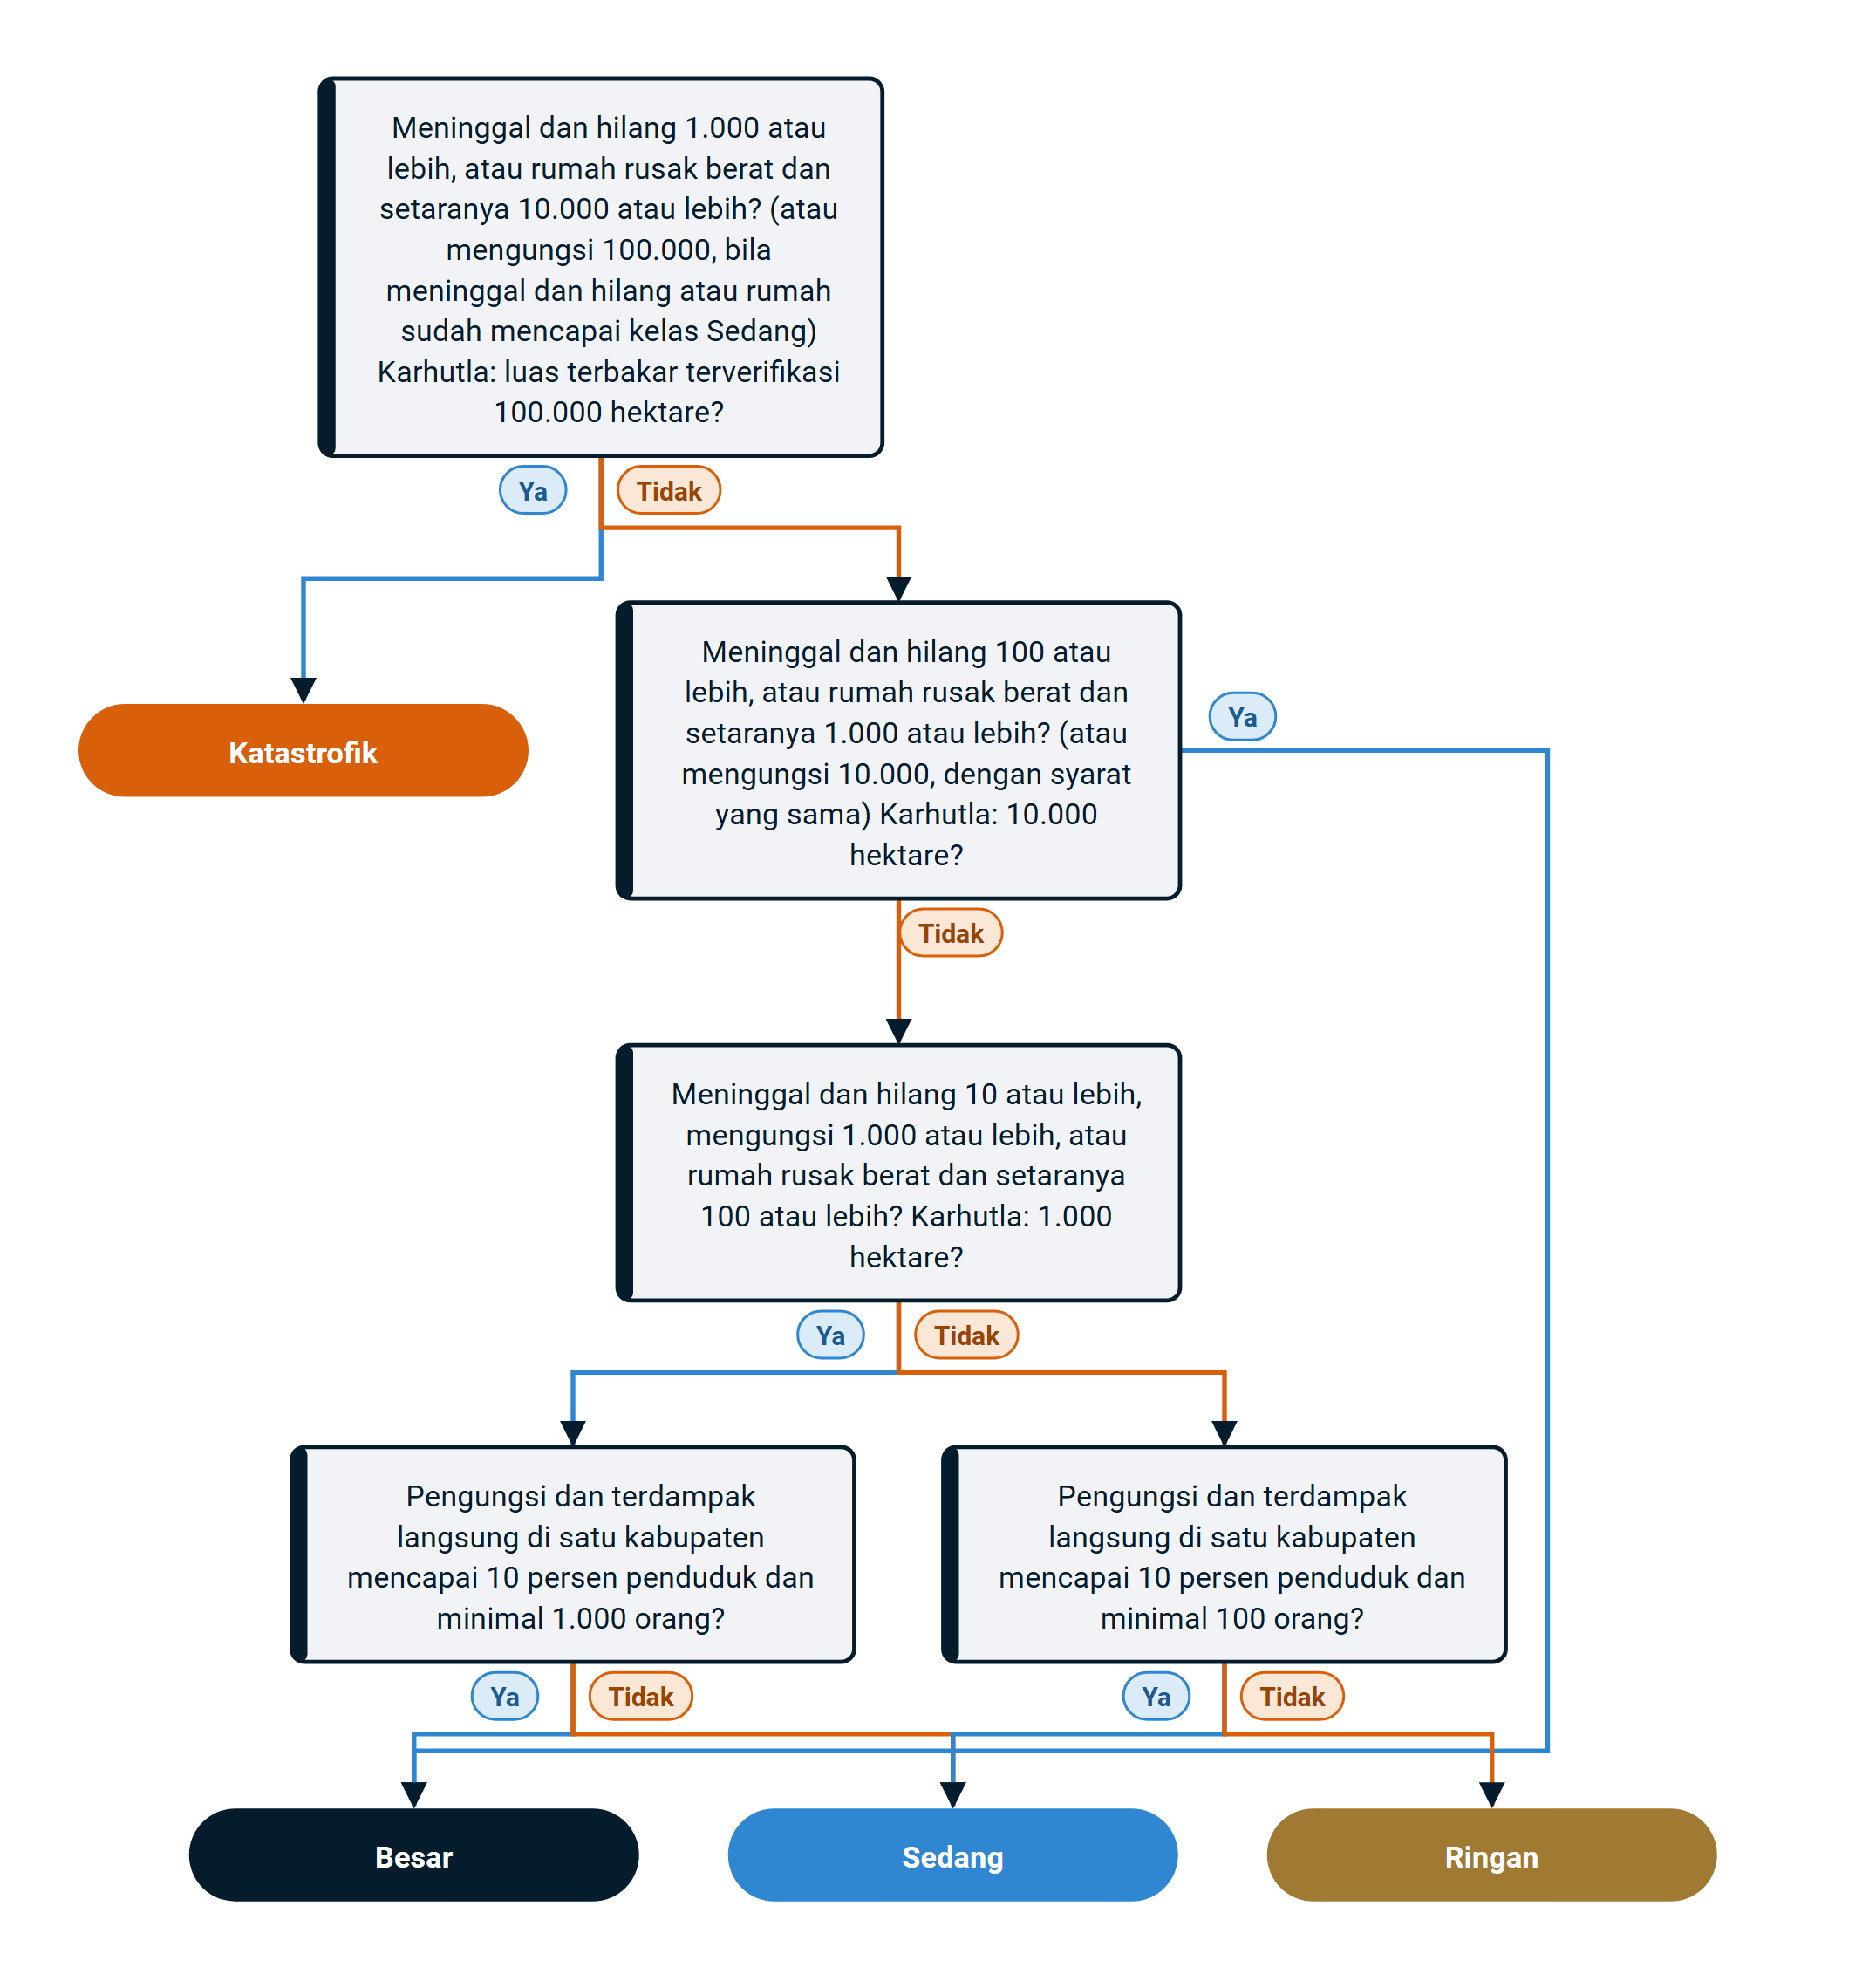 Meninggal dan hilang 1.000 atau
lebih, atau rumah rusak berat dan
setaranya 10.000 atau lebih? (atau
mengungsi 100.000, bila
meninggal dan hilang atau rumah
sudah mencapai kelas Sedang)
Karhutla: luas terbakar terverifikasi
100.000 hektare?
Ya
Tidak
Katastrofik
Meninggal dan hilang 100 atau
lebih, atau rumah rusak berat dan
setaranya 1.000 atau lebih? (atau
mengungsi 10.000, dengan syarat
yang sama) Karhutla: 10.000
hektare?
Ya
Tidak
Meninggal dan hilang 10 atau lebih,
mengungsi 1.000 atau lebih, atau
rumah rusak berat dan setaranya
100 atau lebih? Karhutla: 1.000
hektare?
Ya
Tidak
Pengungsi dan terdampak
langsung di satu kabupaten
mencapai 10 persen penduduk dan
minimal 1.000 orang?
Pengungsi dan terdampak
langsung di satu kabupaten
mencapai 10 persen penduduk dan
minimal 100 orang?
Ya
Tidak
Ya
Tidak
Besar
Sedang
Ringan